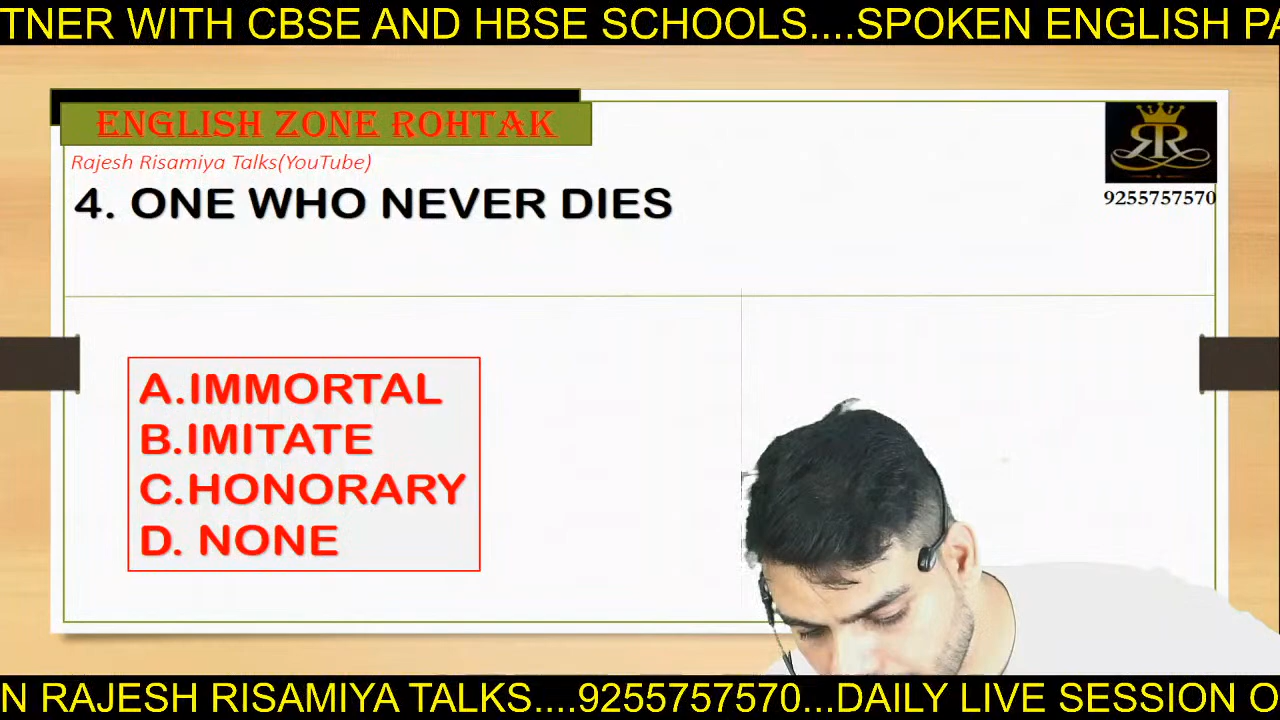 TNER WITH CBSE AND HBSE SCHOOLS....SPOKEN ENGLISH PA
ENGLISH ZONE ROHTAK
Rajesh Risamiya Talks(YouTube)
RR
9255757570
4. ONE WHO NEVER DIES
A.IMMORTAL
B.IMITATE
C.HONORARY
D. NONE
N RAJESH RISAMIYA TALKS....9255757570...DAILY LIVE SESSION O